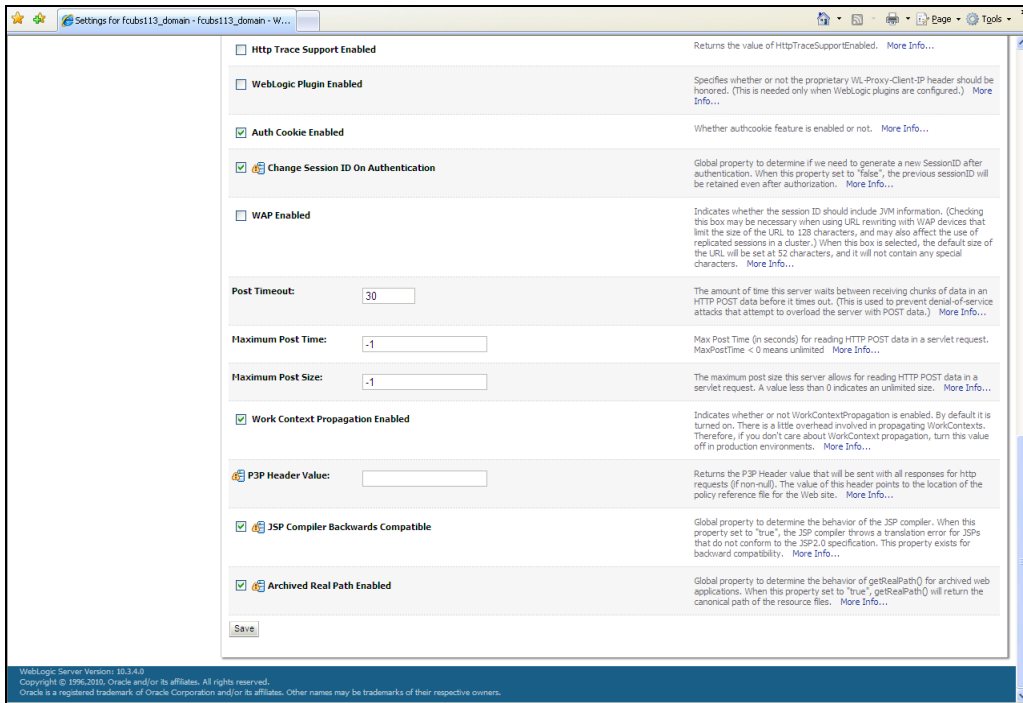 Settings for fcubs113_domain - fcubs113_domain - W...
Page
Tools
Http Trace Support Enabled
Returns the value of HttpTraceSupportEnabled. More Info...
WebLogic Plugin Enabled
Specifies whether or not the proprietary WL-Proxy-Client-IP header should be
honored. (This is needed only when WebLogic plugins are configured.) More
Info...
Auth Cookie Enabled
Whether authcookie feature is enabled or not. More Info...
Change Session ID On Authentication
Global property to determine if we need to generate a new SessionID after
authentication. When this property set to "false", the previous sessionID will
be retained even after authorization. More Info...
WAP Enabled
Indicates whether the session ID should include JVM information. (Checking
this box may be necessary when using URL rewriting with WAP devices that
limit the size of the URL to 128 characters, and may also affect the use of
replicated sessions in a cluster.) When this box is selected, the default size of
the URL will be set at 52 characters, and it will not contain any special
characters. More Info...
Post Timeout:
30
The amount of time this server waits between receiving chunks of data in an
HTTP POST data before it times out. (This is used to prevent denial-of-service
attacks that attempt to overload the server with POST data.) More Info...
Maximum Post Time:
-1
Max Post Time (in seconds) for reading HTTP POST data in a servlet request.
MaxPostTime < 0 means unlimited More Info...
Maximum Post Size:
-1
The maximum post size this server allows for reading HTTP POST data in a
servlet request. A value less than 0 indicates an unlimited size. More Info...
Work Context Propagation Enabled
Indicates whether or not WorkContextPropagation is enabled. By default it is
turned on. There is a little overhead involved in propagating WorkContexts.
Therefore, if you don't care about WorkContext propagation, turn this value
off in production environments. More Info...
P3P Header Value:
Returns the P3P Header value that will be sent with all responses for http
requests (if non-null). The value of this header points to the location of the
policy reference file for the Web site. More Info...
JSP Compiler Backwards Compatible
Global property to determine the behavior of the JSP compiler. When this
property set to "true", the JSP compiler throws a translation error for JSPs
that do not conform to the JSP2.0 specification. This property exists for
backward compatibility. More Info...
Archived Real Path Enabled
Global property to determine the behavior of getRealPath() for archived web
applications. When this property set to "true", getRealPath() will return the
canonical path of the resource files. More Info...
Save
WebLogic Server Version: 10.3.4.0
Copyright © 1996,2010, Oracle and/or its affiliates. All rights reserved.
Oracle is a registered trademark of Oracle Corporation and/or its affiliates. Other names may be trademarks of their respective owners.